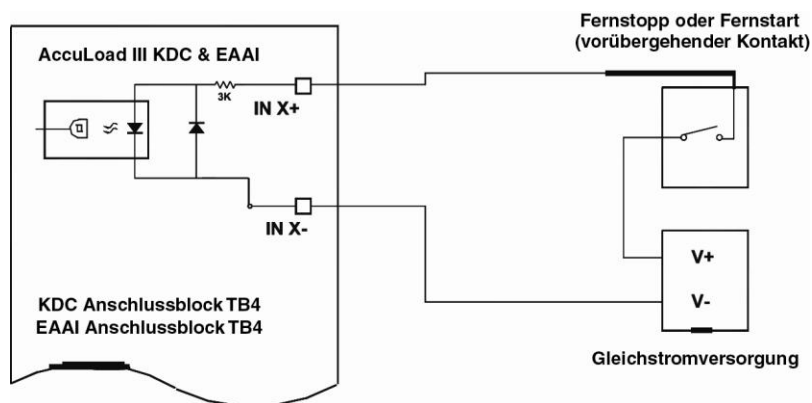 Fernstopp oder Fernstart
(vorübergehender Kontakt)
AccuLoad III KDC & EAAI
3K
IN X+
IN X-
V+
V-
KDC Anschlussblock TB4
EAAI Anschlussblock TB4
Gleichstromversorgung